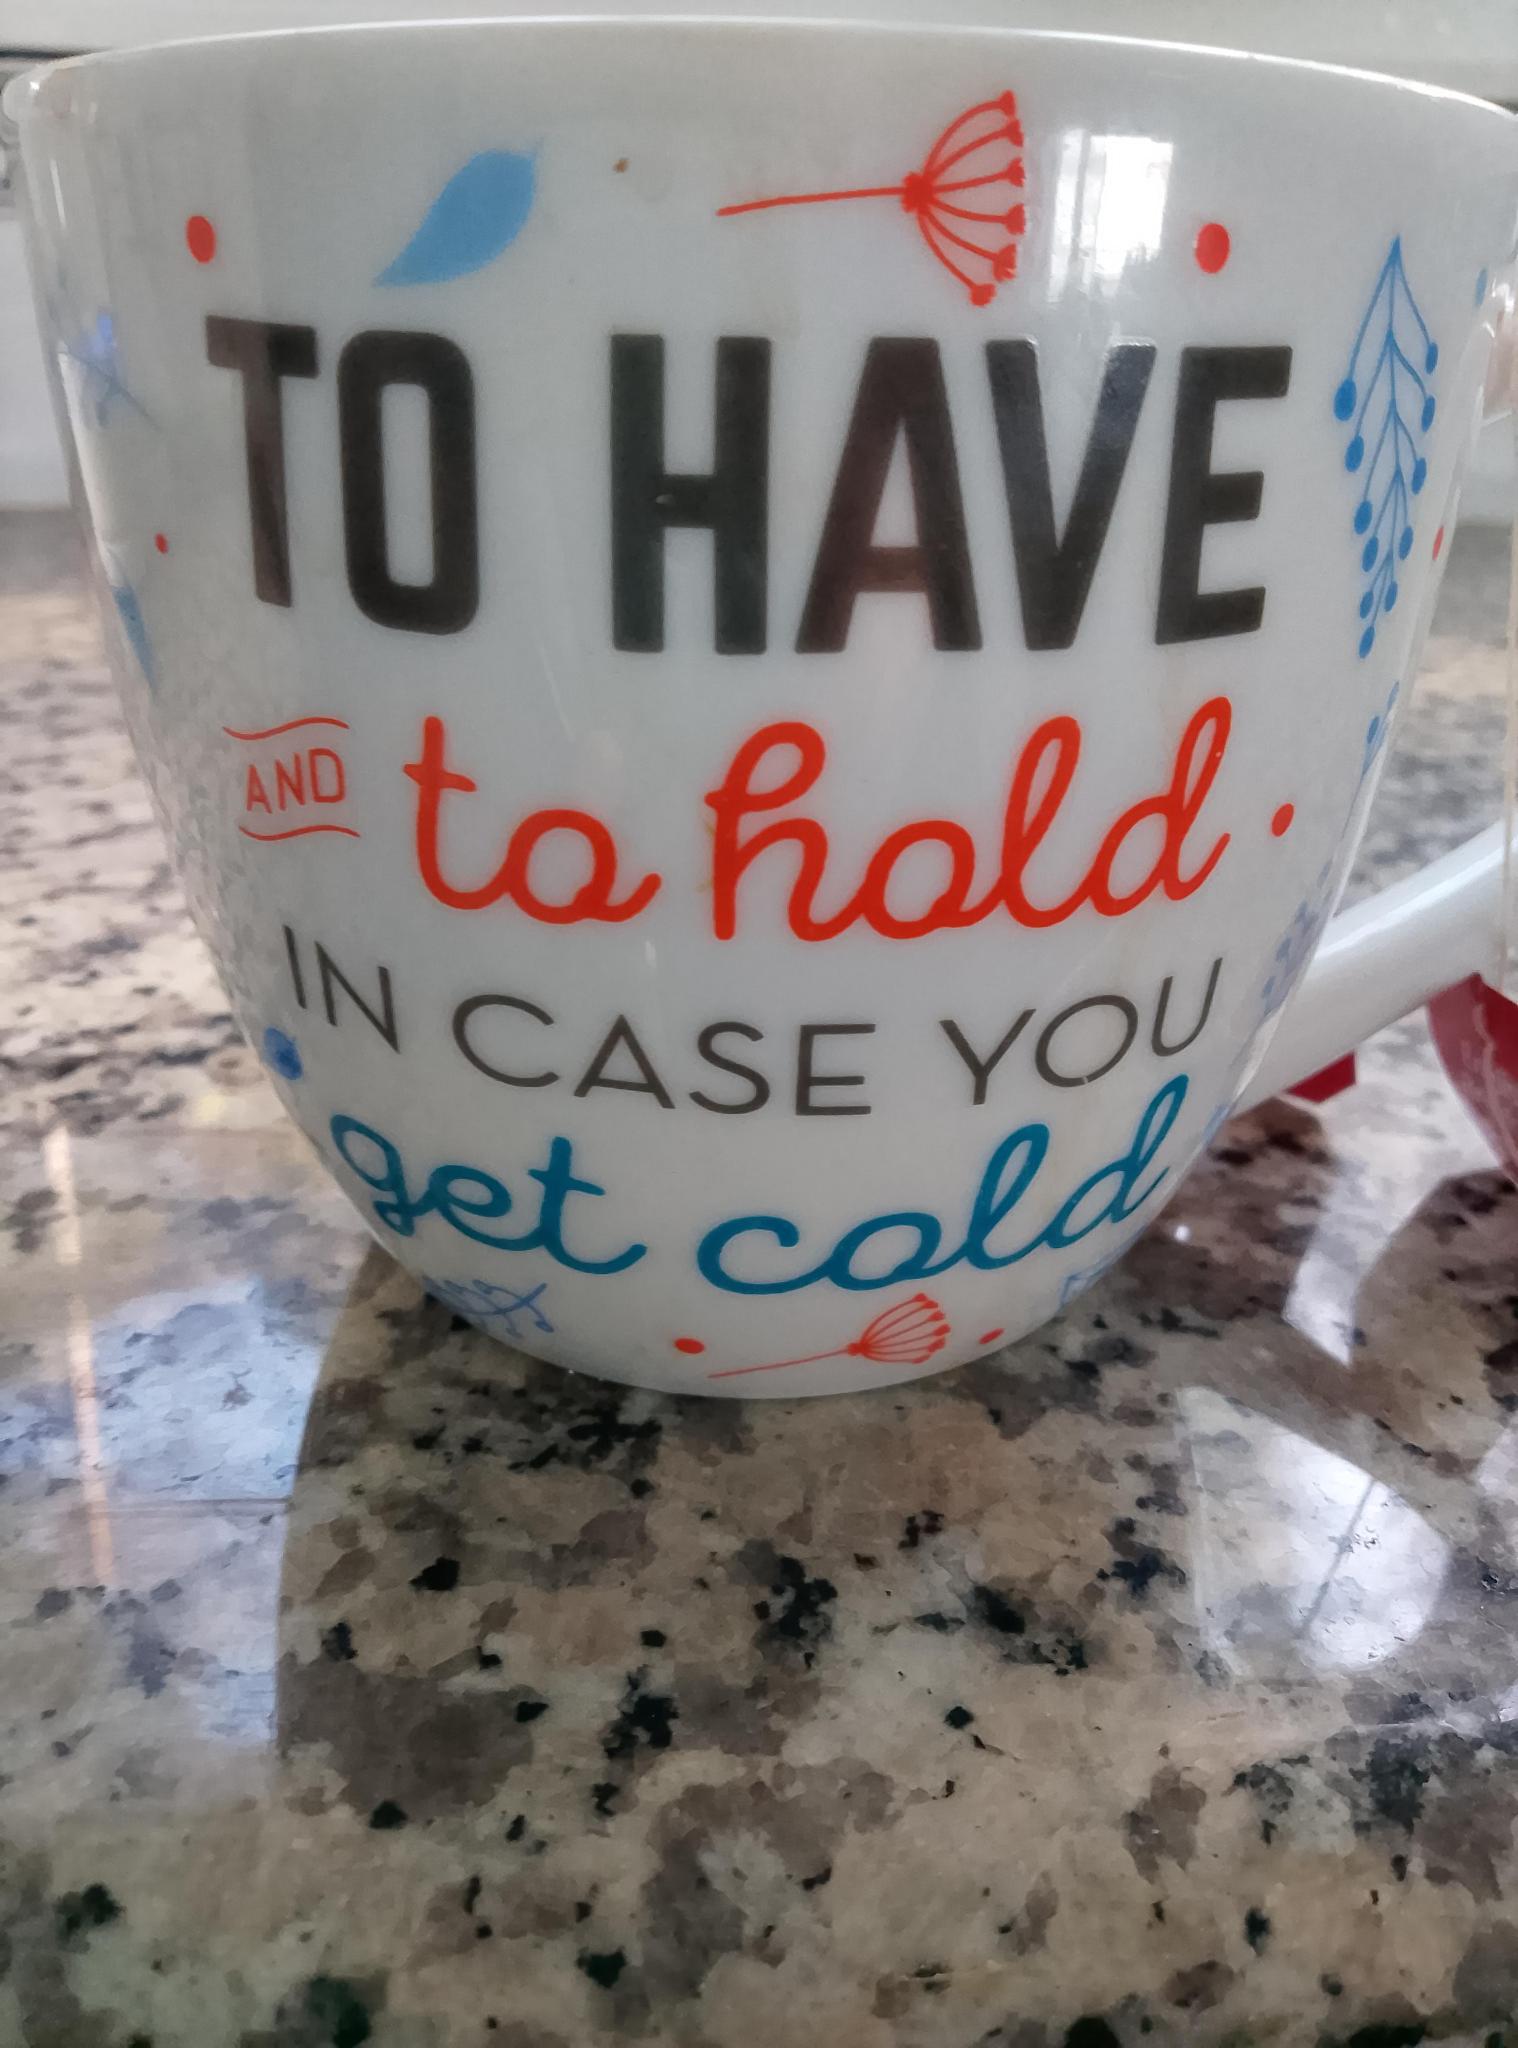 TO HAVE
AND to hold
IN CASE YOU
get cold